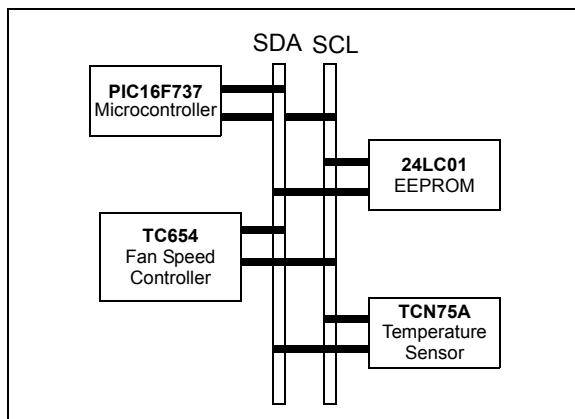 SDA SCL
PIC16F737
Microcontroller
24LC01
EEPROM
TC654
Fan Speed
Controller
TCN75A
Temperature
Sensor